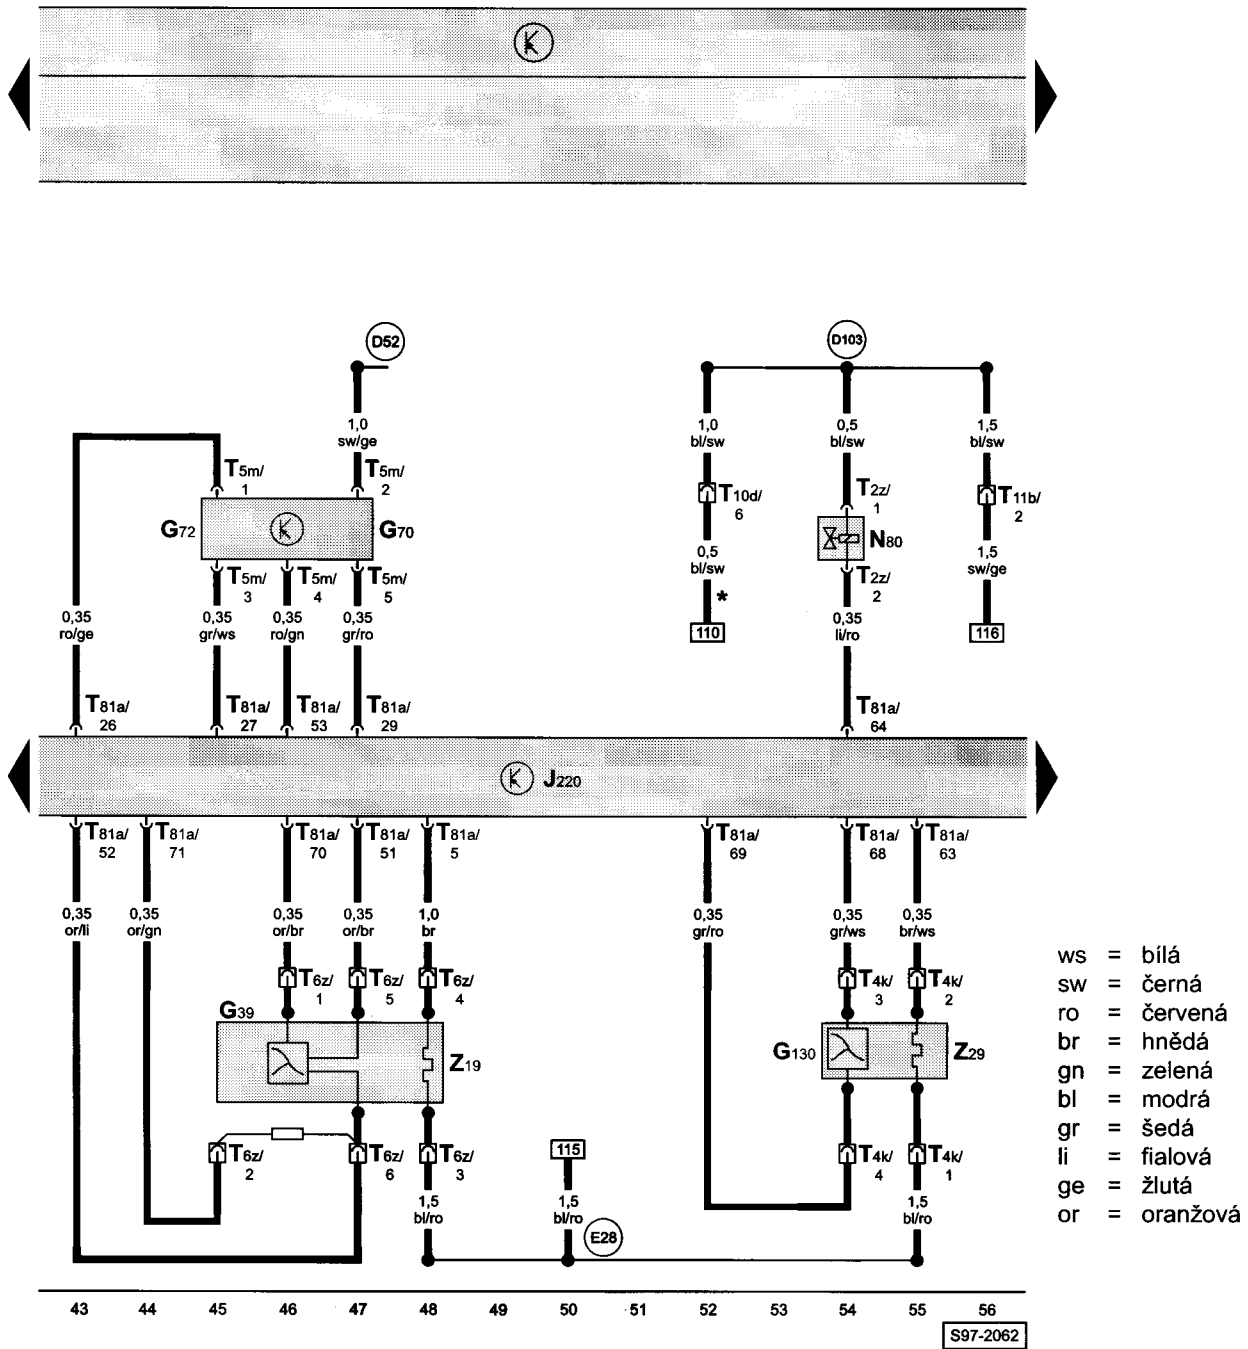 D52
D103
1,0
sw/ge
1,0
bl/sw
0,5
bl/sw
1,5
bl/sw
T5m/
1
T5m/
2
T10d/
6
T2z/
1
T11b/
2
G72
G70
N80
T5m/
3
T5m/
4
T5m/
5
0,5
bl/sw
*
T2z/
2
1,5
sw/ge
0,35
ro/ge
0,35
gr/ws
0,35
ro/gn
0,35
gr/ro
110
0,35
li/ro
116
T81a/
26
T81a/
27
T81a/
53
T81a/
29
T81a/
64
J220
T81a/
52
T81a/
71
T81a/
70
T81a/
51
T81a/
5
T81a/
69
T81a/
68
T81a/
63
0,35
or/li
0,35
or/gn
0,35
or/br
0,35
or/br
1,0
br
0,35
gr/ro
0,35
gr/ws
0,35
br/ws
T6z/
1
T6z/
5
T6z/
4
T4k/
3
T4k/
2
G39
Z19
G130
Z29
T6z/
2
T6z/
6
T6z/
3
115
T4k/
4
T4k/
1
1,5
bl/ro
1,5
bl/ro
E28
1,5
bl/ro
ws = bílá
sw = černá
ro = červená
br = hnědá
gn = zelená
bl = modrá
gr = šedá
li = fialová
ge = žlutá
or = oranžová
43 44 45 46 47 48 49 50 51 52 53 54 55 56
S97-2062